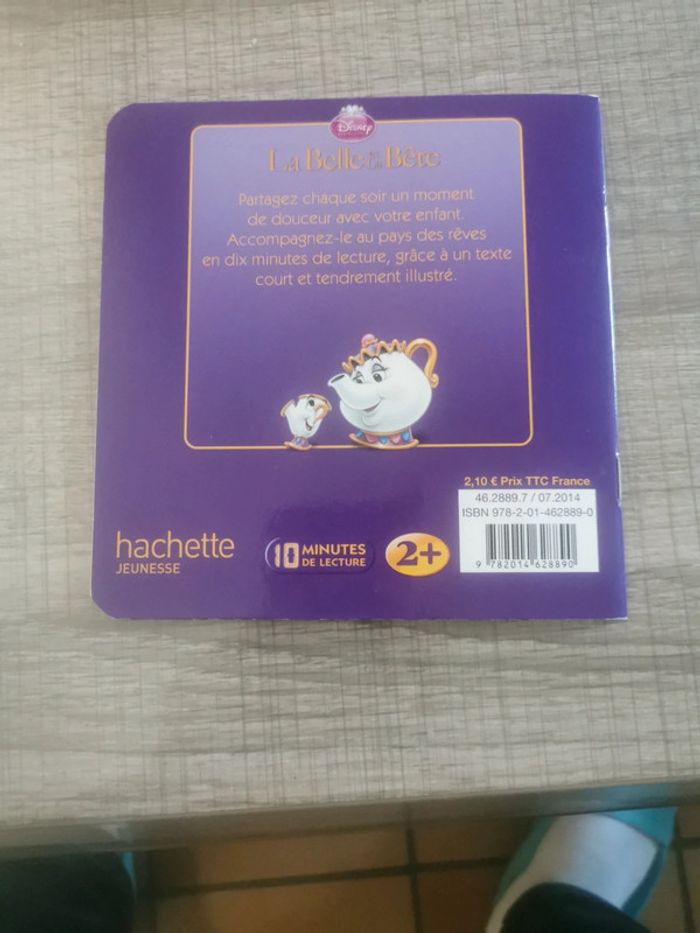 Disney
La Belle et la Bête
Partagez chaque soir un moment
de douceur avec votre enfant.
Accompagnez-le au pays des rêves
en dix minutes de lecture, grâce à un texte
court et tendrement illustré.
2,10 € Prix TTC France
46.2889.7 / 07.2014
ISBN 978-2-01-462889-0
9 782014 628890
hachette
JEUNESSE
10 MINUTES
DE LECTURE
2+